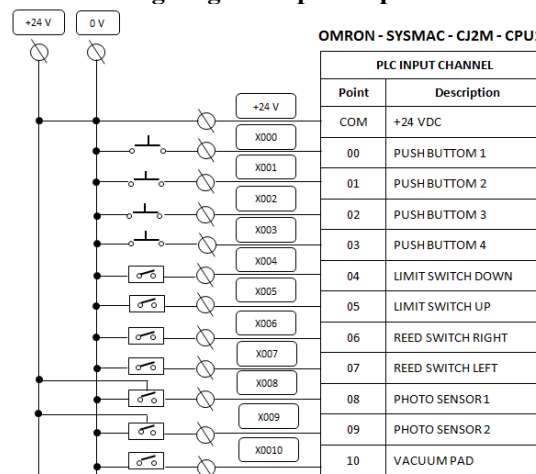 +24 V
0 V
OMRON - SYSMAC - CJ2M - CPU
PLC INPUT CHANNEL
Point Description
+24 V
COM +24 VDC
X000
00 PUSH BUTTOM 1
X001
01 PUSH BUTTOM 2
X002
02 PUSH BUTTOM 3
X003
03 PUSH BUTTOM 4
X004
04 LIMIT SWITCH DOWN
X005
05 LIMIT SWITCH UP
X006
06 REED SWITCH RIGHT
X007
07 REED SWITCH LEFT
X008
08 PHOTO SENSOR 1
X009
09 PHOTO SENSOR 2
X0010
10 VACUUM PAD